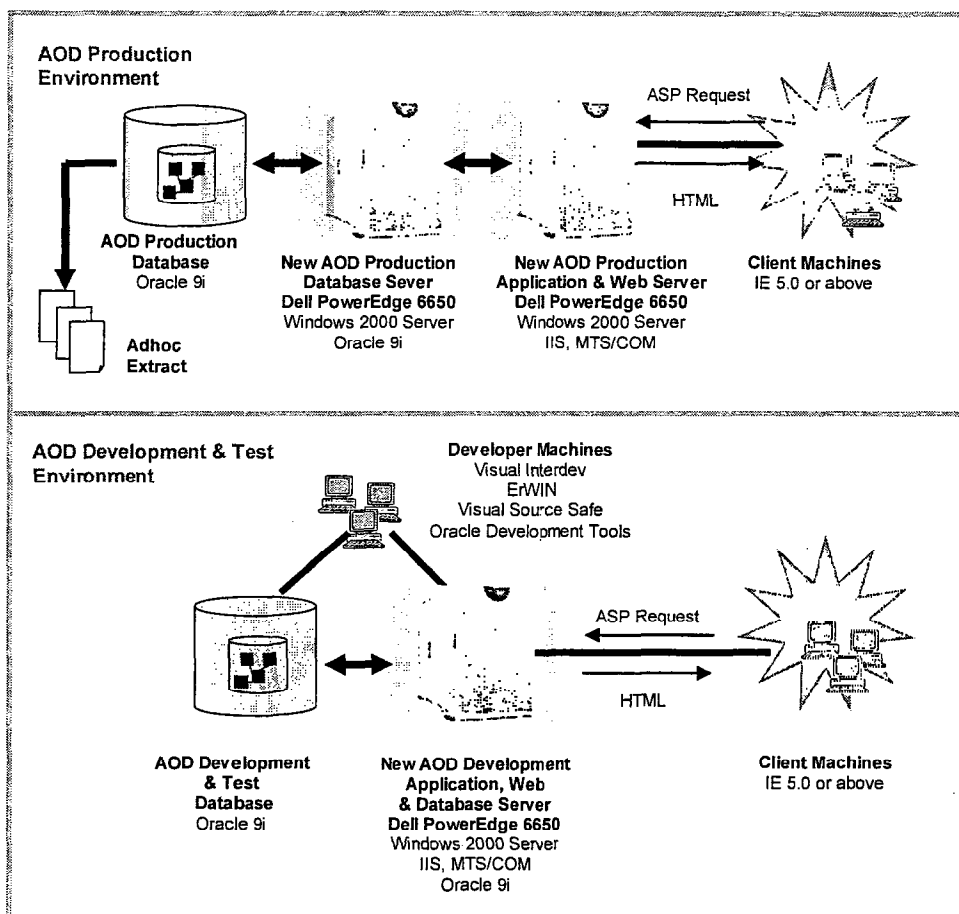 AOD Production
Environment
ASP Request
HTML
AOD Production
Database
Oracle 9i
New AOD Production
Database Sever
Dell PowerEdge 6650
Windows 2000 Server
Oracle 9i
New AOD Production
Application & Web Server
Dell PowerEdge 6650
Windows 2000 Server
IIS, MTS/COM
Client Machines
IE 5.0 or above
Adhoc
Extract
AOD Development & Test
Environment
Developer Machines
Visual Interdev
ErWIN
Visual Source Safe
Oracle Development Tools
ASP Request
HTML
AOD Development
& Test
Database
Oracle 9i
New AOD Development
Application, Web
& Database Server
Dell PowerEdge 6650
Windows 2000 Server
IIS, MTS/COM
Oracle 9i
Client Machines
IE 5.0 or above